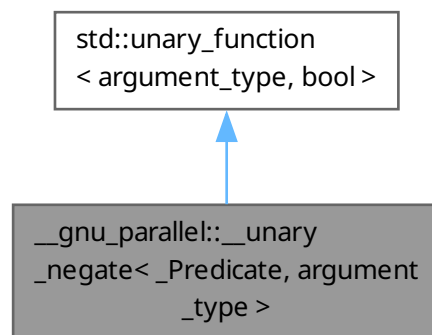 std::unary_function
< argument_type, bool >
__gnu_parallel::__unary
_negate< _Predicate, argument
_type >